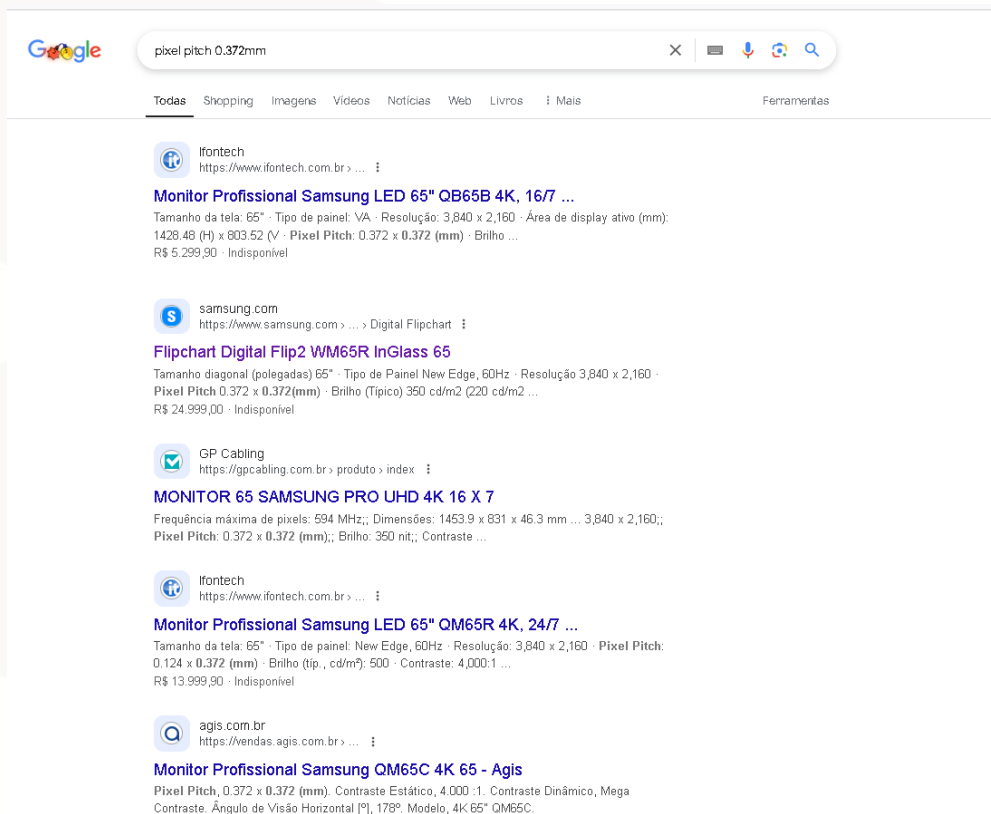 Google
pixel pitch 0.372mm
Todas Shopping Imagens Vídeos Notícias Web Livros Mais Ferramentas
Ifontech
https://www.ifontech.com.br › ...
Monitor Profissional Samsung LED 65" QB65B 4K, 16/7 ...
Tamanho da tela: 65" · Tipo de painel: VA · Resolução: 3,840 x 2,160 · Área de display ativo (mm):
1428.48 (H) x 803.52 (V · Pixel Pitch: 0.372 x 0.372 (mm) · Brilho ...
R$ 5.299,90 · Indisponível
samsung.com
https://www.samsung.com › ... › Digital Flipchart
Flipchart Digital Flip2 WM65R InGlass 65
Tamanho diagonal (polegadas) 65" · Tipo de Painel New Edge, 60Hz · Resolução 3,840 x 2,160 ·
Pixel Pitch 0.372 x 0.372(mm) · Brilho (Típico) 350 cd/m2 (220 cd/m2 ...
R$ 24.999,00 · Indisponível
GP Cabling
https://gpcabling.com.br › produto › index
MONITOR 65 SAMSUNG PRO UHD 4K 16 X 7
Frequência máxima de pixels: 594 MHz;; Dimensões: 1453.9 x 831 x 46.3 mm ... 3,840 x 2,160;;
Pixel Pitch: 0.372 x 0.372 (mm);; Brilho: 350 nit;; Contraste ...
Ifontech
https://www.ifontech.com.br › ...
Monitor Profissional Samsung LED 65" QM65R 4K, 24/7 ...
Tamanho da tela: 65" · Tipo de painel: New Edge, 60Hz · Resolução: 3,840 x 2,160 · Pixel Pitch:
0.124 x 0.372 (mm) · Brilho (típ., cd/m²): 500 · Contraste: 4,000:1 ...
R$ 13.999,90 · Indisponível
agis.com.br
https://vendas.agis.com.br › ...
Monitor Profissional Samsung QM65C 4K 65 - Agis
Pixel Pitch, 0.372 x 0.372 (mm). Contraste Estático, 4.000 :1. Contraste Dinâmico, Mega
Contraste. Ângulo de Visão Horizontal [º], 178º. Modelo, 4K 65" QM65C.